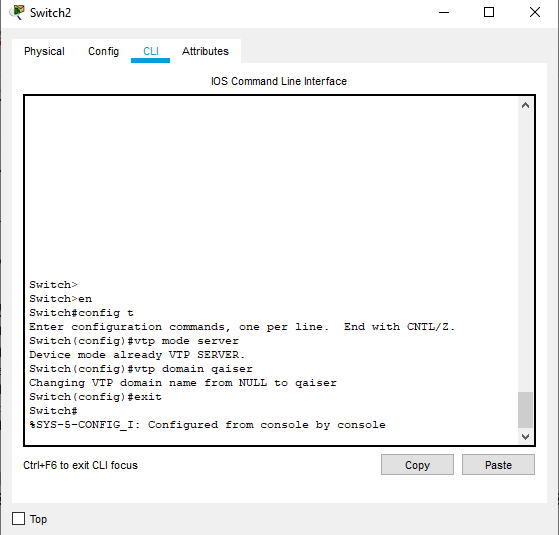 Switch2
Physical Config CLI Attributes
IOS Command Line Interface
Switch>
Switch>en
Switch#config t
Enter configuration commands, one per line.  End with CNTL/Z.
Switch(config)#vtp mode server
Device mode already VTP SERVER.
Switch(config)#vtp domain qaiser
Changing VTP domain name from NULL to qaiser
Switch(config)#exit
Switch#
%SYS-5-CONFIG_I: Configured from console by console
Ctrl+F6 to exit CLI focus Copy Paste
Top